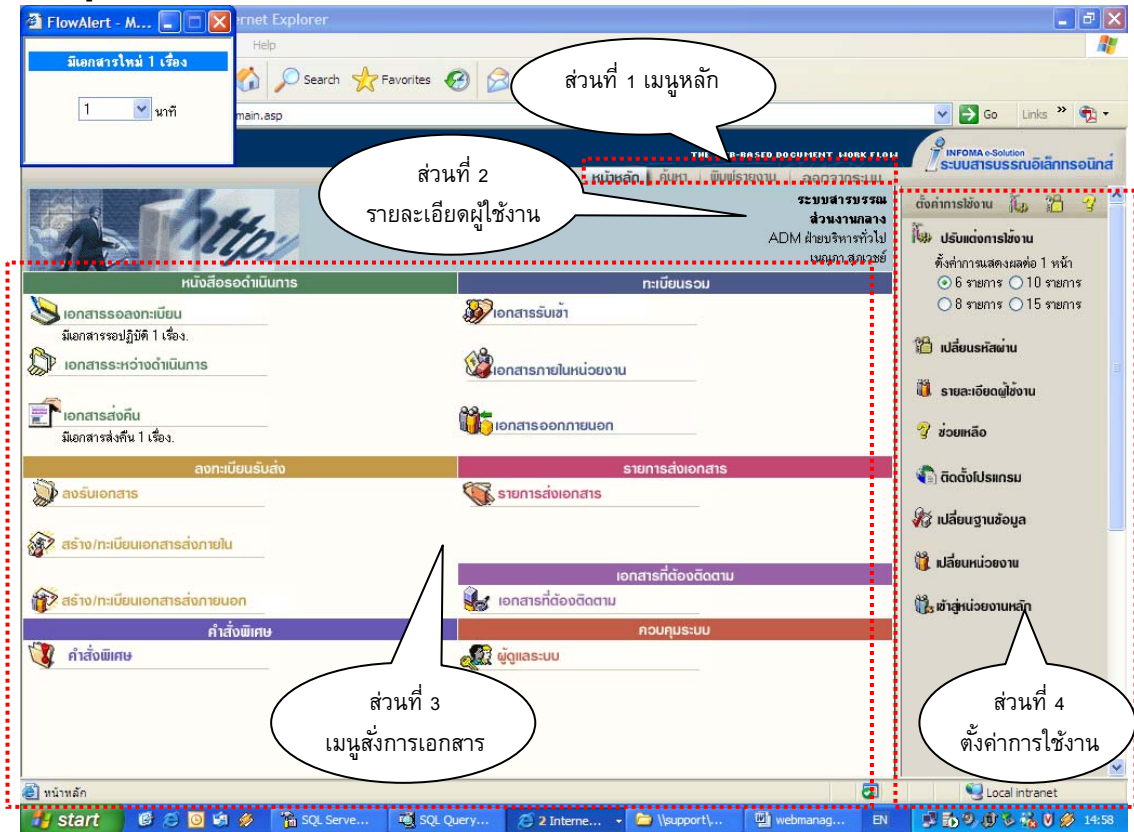 FlowAlert - M...
ernet Explorer
มีเอกสารใหม่ 1 เรื่อง
1 นาที
Help
Search Favorites
ส่วนที่ 1 เมนูหลัก
main.asp
Go Links »
INFOMA e-Solution
ระบบสารบรรณอิเล็กทรอนิกส์
หน้าหลัก ค้นหา พิมพ์รายงาน ออกจากระบบ
ส่วนที่ 2
รายละเอียดผู้ใช้งาน
http:/
ระบบสารบรรณ
ส่วนงานกลาง
ADM ฝ่ายบริหารทั่วไป
หนังสือรอดำเนินการ
เอกสารรอลงทะเบียน
มีเอกสารรอปฏิบัติ 1 เรื่อง.
เอกสารระหว่างดำเนินการ
เอกสารส่งคืน
มีเอกสารส่งคืน 1 เรื่อง.
ทะเบียนรวม
เอกสารรับเข้า
เอกสารภายในหน่วยงาน
เอกสารออกภายนอก
ลงทะเบียนรับส่ง
ลงรับเอกสาร
สร้าง/ทะเบียนเอกสารส่งภายใน
สร้าง/ทะเบียนเอกสารส่งภายนอก
รายการส่งเอกสาร
รายการส่งเอกสาร
เอกสารที่ต้องติดตาม
เอกสารที่ต้องติดตาม
คำสั่งพิเศษ
คำสั่งพิเศษ
ควบคุมระบบ
ผู้ดูแลระบบ
ส่วนที่ 3
เมนูสั่งการเอกสาร
ตั้งค่าการใช้งาน
ปรับแต่งการใช้งาน
ตั้งค่าการแสดงผลต่อ 1 หน้า
6 รายการ 10 รายการ
8 รายการ 15 รายการ
เปลี่ยนรหัสผ่าน
รายละเอียดผู้ใช้งาน
ช่วยเหลือ
ติดตั้งโปรแกรม
เปลี่ยนฐานข้อมูล
เปลี่ยนหน่วยงาน
เข้าสู่หน่วยงานหลัก
ส่วนที่ 4
ตั้งค่าการใช้งาน
หน้าหลัก
Local intranet
start SQL Serve... SQL Query... 2 Interne... \\support\... webmanag... EN 14:58